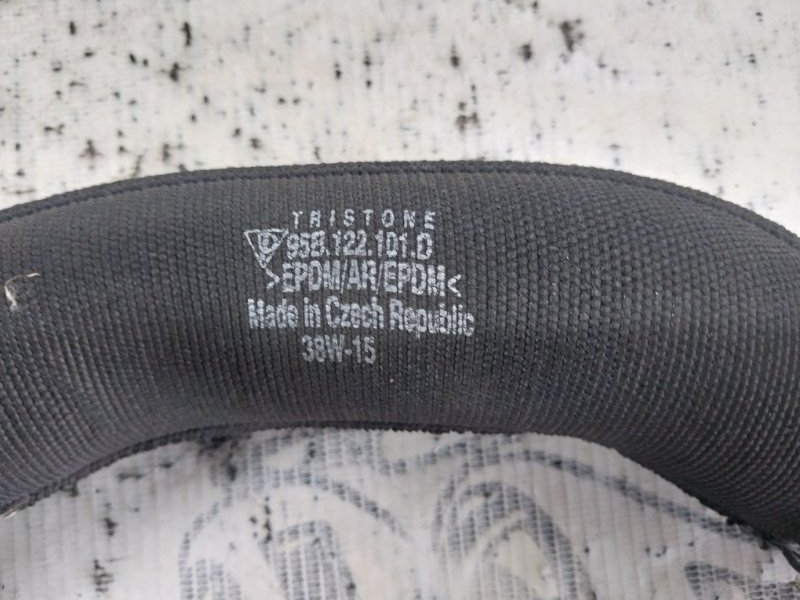 TRISTONE
95B.122.101.D
>EPDM/AR/EPDM<
Made in Czech Republic
38W-15